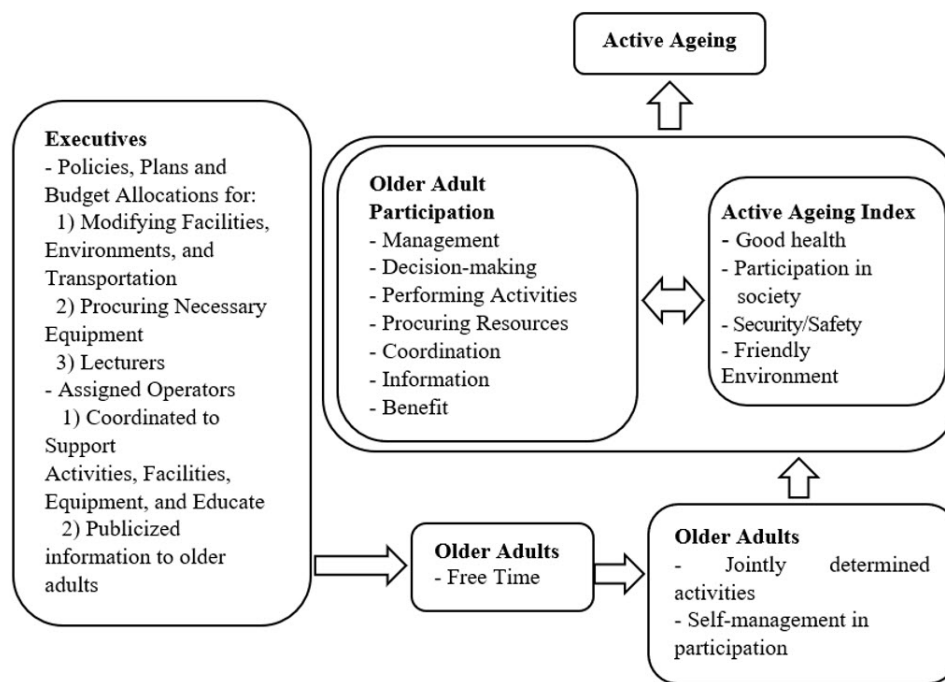 Active Ageing
Executives
- Policies, Plans and
Budget Allocations for:
1) Modifying Facilities,
Environments, and
Transportation
2) Procuring Necessary
Equipment
3) Lecturers
- Assigned Operators
1) Coordinated to
Support
Activities, Facilities,
Equipment, and Educate
2) Publicized
information to older
adults
Older Adult
Participation
- Management
- Decision-making
- Performing Activities
- Procuring Resources
- Coordination
- Information
- Benefit
Active Ageing Index
- Good health
- Participation in
society
- Security/Safety
- Friendly
Environment
Older Adults
- Free Time
Older Adults
- Jointly determined
activities
- Self-management in
participation